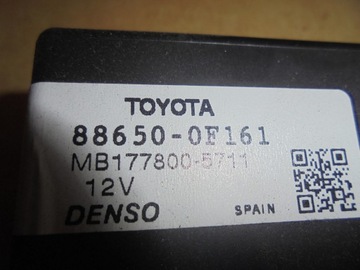 TOYOTA
88650-0F161
MB177800-5711
12V
DENSO SPAIN